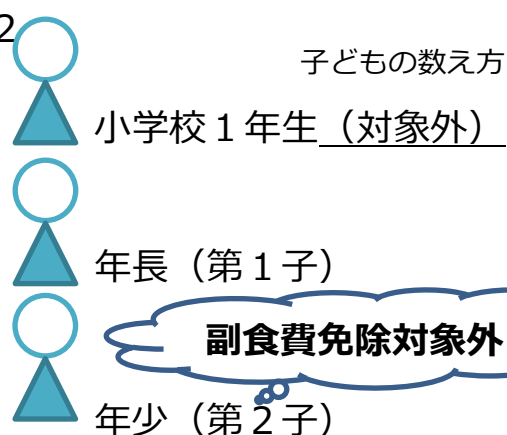 2
子どもの数え方
小学校１年生（対象外）
年長（第１子）
副食費免除対象外
年少（第２子）